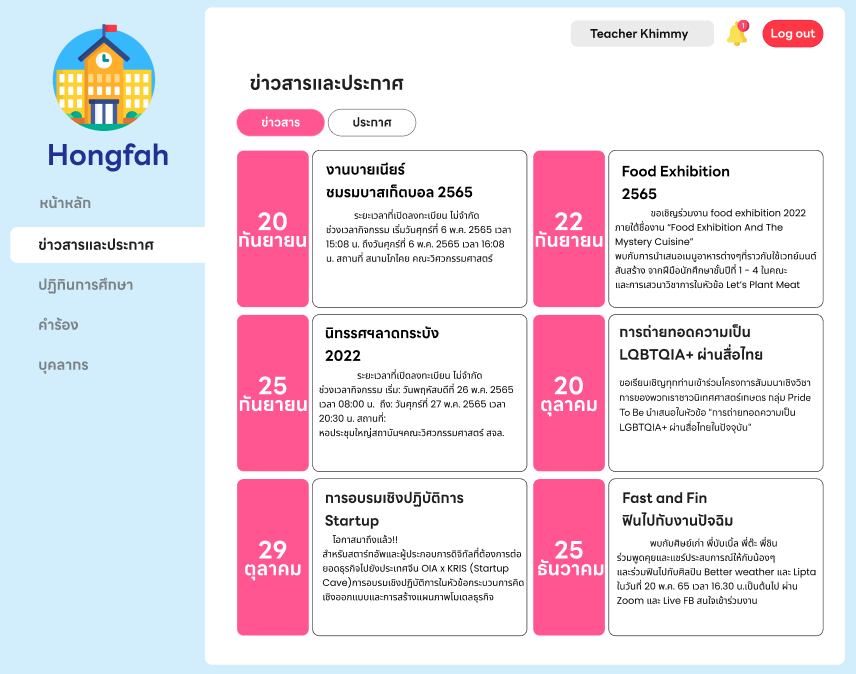 Teacher Khimmy
1
Log out
Hongfah
หน้าหลัก
ข่าวสารและประกาศ
ปฏิทินการศึกษา
คำร้อง
บุคลากร
ข่าวสารและประกาศ
ข่าวสาร
ประกาศ
20
กันยายน
งานบายเนียร์
ชมรมบาสเก็ตบอล 2565
ระยะเวลาที่เปิดลงทะเบียน ไม่จำกัด
ช่วงเวลากิจกรรม เริ่มวันศุกร์ที่ 6 พ.ค. 2565 เวลา
15:08 น. ถึงวันศุกร์ที่ 6 พ.ค. 2565 เวลา 16:08
น. สถานที่ สนามโกโคย คณะวิศวกรรมศาสตร์
22
กันยายน
Food Exhibition
2565
ขอเชิญร่วมงาน food exhibition 2022
ภายใต้ชื่องาน “Food Exhibition And The
Mystery Cuisine”
พบกับการนำเสนอเมนูอาหารต่างๆที่ราวกับใช้เวทย์มนต์
สันสร้าง จากฝีมือนักศึกษาชั้นปีที่ 1 - 4 ในคณะ
และการเสวนาวิชาการในหัวข้อ Let’s Plant Meat
25
กันยายน
นิทรรศฯลาดกระบัง
2022
ระยะเวลาที่เปิดลงทะเบียน ไม่จำกัด
ช่วงเวลากิจกรรม เริ่ม: วันพฤหัสบดีที่ 26 พ.ค. 2565
เวลา 08:00 น. ถึง: วันศุกร์ที่ 27 พ.ค. 2565 เวลา
20:30 น. สถานที่:
หอประชุมใหญ่สถาบันฯคณะวิศวกรรมศาสตร์ สจล.
20
ตุลาคม
การถ่ายทอดความเป็น
LQBTQIA+ ผ่านสื่อไทย
ขอเรียนเชิญทุกท่านเข้าร่วมโครงการสัมมนาเชิงวิชา
การของพวกเราชาวนิเทศศาสตร์เกษตร กลุ่ม Pride
To Be นำเสนอในหัวข้อ “การถ่ายทอดความเป็น
LGBTQIA+ ผ่านสื่อไทยในปัจจุบัน”
29
ตุลาคม
การอบรมเชิงปฏิบัติการ
Startup
โอกาสมาถึงแล้ว!!
สำหรับสตาร์ทอัพและผู้ประกอบการดิจิทัลที่ต้องการต่อ
ยอดธุรกิจไปยังประเทศจีน OIA x KRIS (Startup
Cave)การอบรมเชิงปฏิบัติการในหัวข้อกระบวนการคิด
เชิงออกแบบและการสร้างแผนภาพโมเดลธุรกิจ
25
ธันวาคม
Fast and Fin
ฟินไปกับงานปัจฉิม
พบกับศิษย์เก่า พี่บับเบิ้ล พี่ต๊ะ พี่ซิน
ร่วมพูดคุยและแชร์ประสบการณ์ให้กับน้องๆ
และร่วมฟินไปกับศิลปิน Better weather และ Lipta
ในวันที่ 20 พ.ค. 65 เวลา 16.30 น.เป็นต้นไป ผ่าน
Zoom และ Live FB สนใจเข้าร่วมงาน